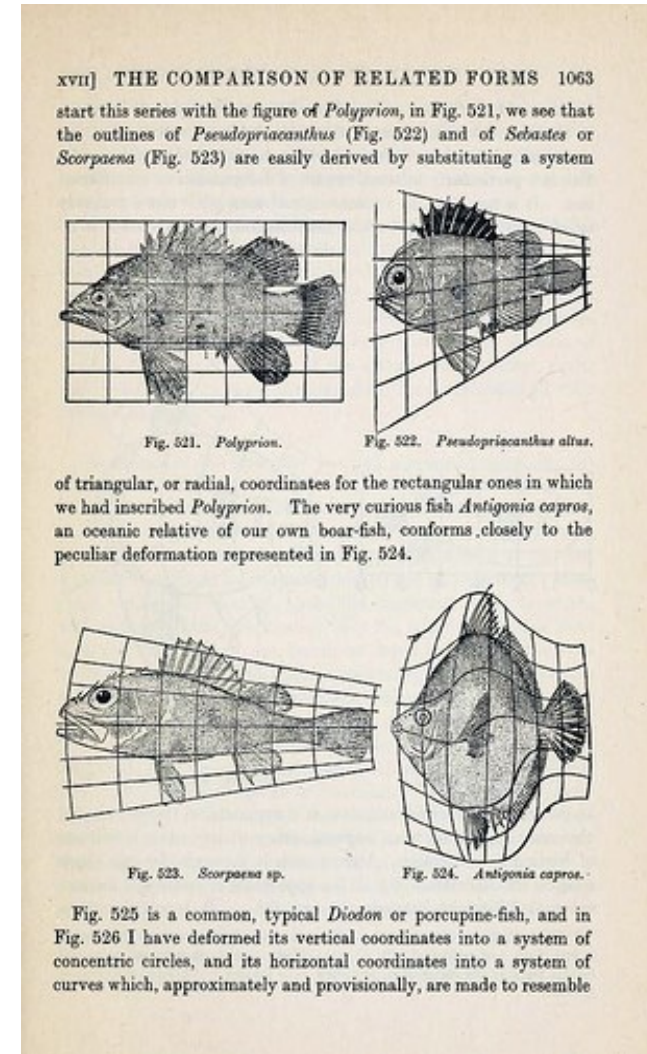 XVII] THE COMPARISON OF RELATED FORMS 1063
start this series with the figure of Polyprion, in Fig. 521, we see that
the outlines of Pseudopriacanthus (Fig. 522) and of Sebastes or
Scorpaena (Fig. 523) are easily derived by substituting a system
Fig. 521. Polyprion.
Fig. 522. Pseudopriacanthus altus.
of triangular, or radial, coordinates for the rectangular ones in which
we had inscribed Polyprion. The very curious fish Antigonia capros,
an oceanic relative of our own boar-fish, conforms closely to the
peculiar deformation represented in Fig. 524.
Fig. 523. Scorpaena sp.
Fig. 524. Antigonia capros.
Fig. 525 is a common, typical Diodon or porcupine-fish, and in
Fig. 526 I have deformed its vertical coordinates into a system of
concentric circles, and its horizontal coordinates into a system of
curves which, approximately and provisionally, are made to resemble